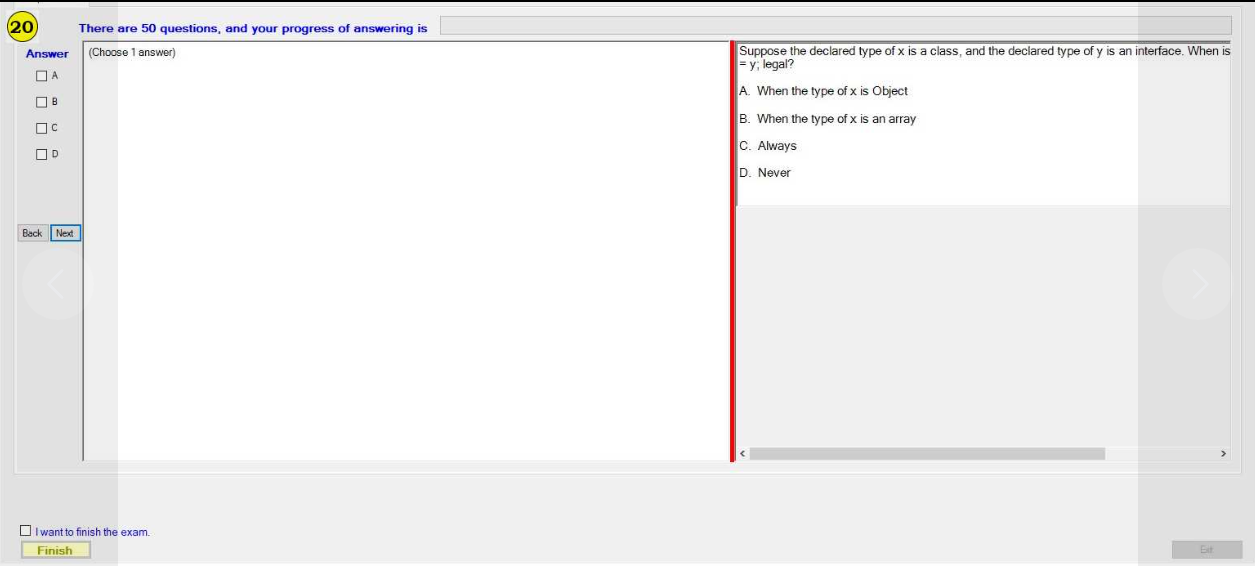 20
There are 50 questions, and your progress of answering is
Answer
(Choose 1 answer)
A
B
C
D
Back
Next
Suppose the declared type of x is a class, and the declared type of y is an interface. When is
= y; legal?
A. When the type of x is Object
B. When the type of x is an array
C. Always
D. Never
I want to finish the exam.
Finish
Exit